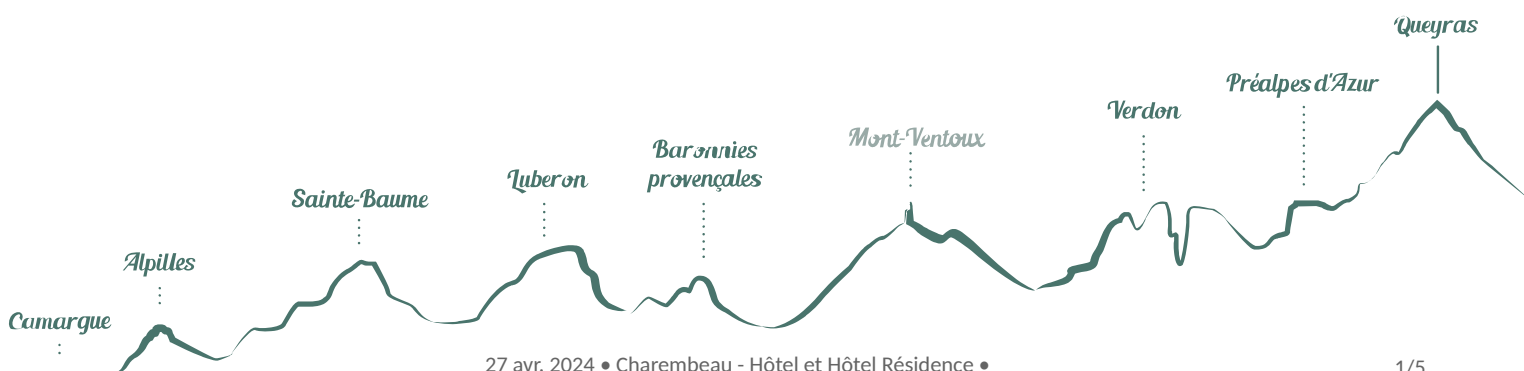 Queyras
Préalpes d'Azur
Verdon
Mont-Ventoux
Baronnies
provençales
Luberon
Sainte-Baume
Alpilles
Camargue
27 avr. 2024 • Charembeau - Hôtel et Hôtel Résidence •
1/5